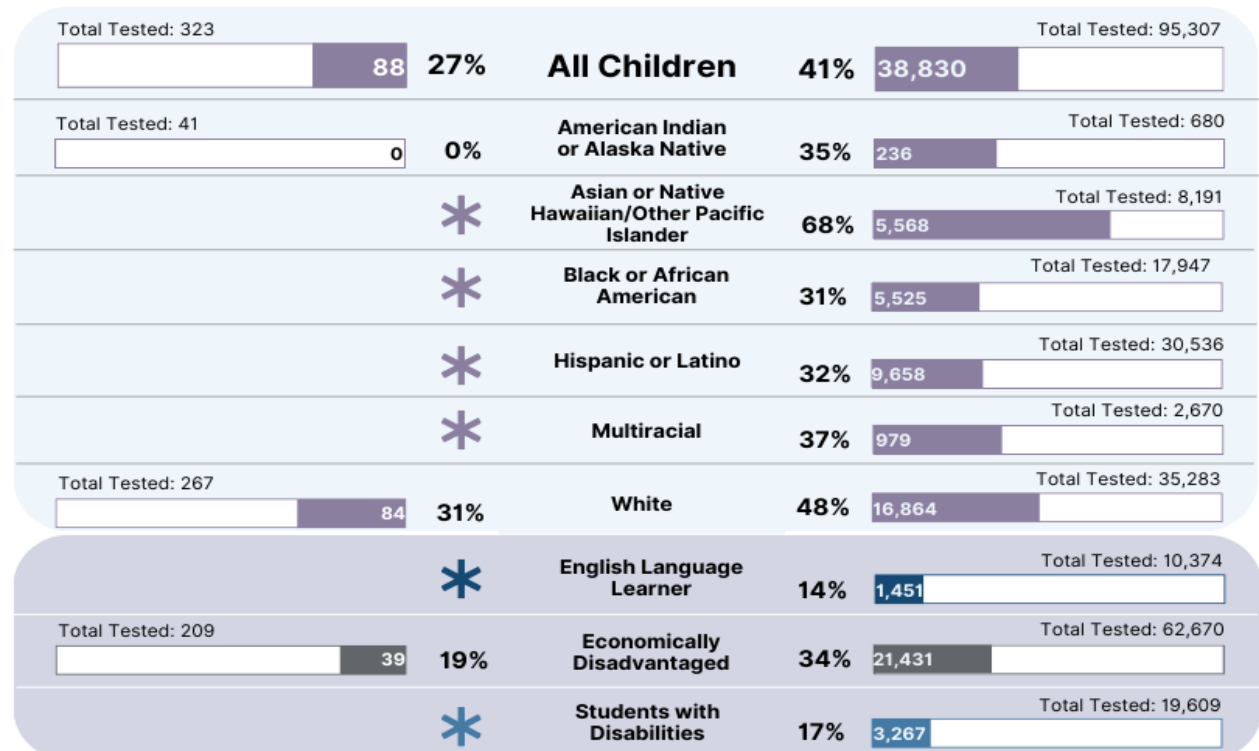 Total Tested: 323
Total Tested: 95,307
88 27% All Children 41% 38,830
Total Tested: 41
Total Tested: 680
0 0% American Indian
or Alaska Native 35% 236
Asian or Native
Hawaiian/Other Pacific
Islander
Total Tested: 8,191
68% 5,568
Black or African
American
Total Tested: 17,947
31% 5,525
Hispanic or Latino
Total Tested: 30,536
32% 9,658
Multiracial
Total Tested: 2,670
37% 979
Total Tested: 267
Total Tested: 35,283
84 31% White 48% 16,864
English Language
Learner
Total Tested: 10,374
14% 1,451
Total Tested: 209
Total Tested: 62,670
39 19% Economically
Disadvantaged 34% 21,431
Students with
Disabilities
Total Tested: 19,609
17% 3,267